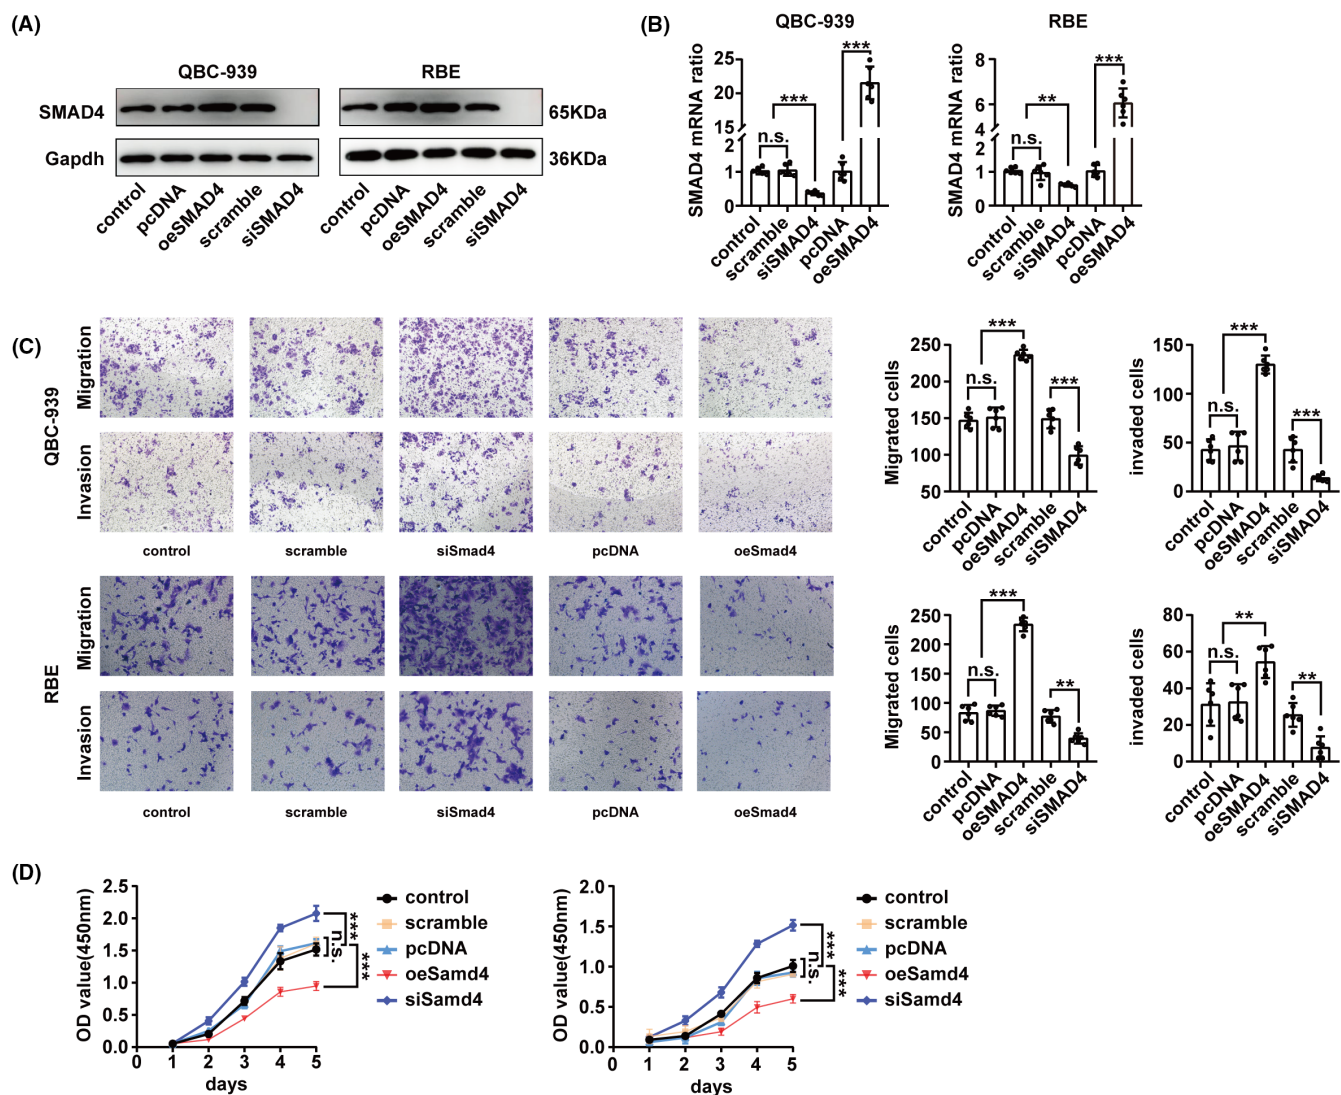 (A)
QBC-939
RBE
SMAD4
65KDa
Gapdh
36KDa
control
pcDNA
oeSMAD4
scramble
siSMAD4
control
pcDNA
oeSMAD4
scramble
siSMAD4
(B)
QBC-939
SMAD4 mRNA ratio
25
20
15
2
1
0
n.s.
***
***
control
scramble
siSMAD4
pcDNA
oeSMAD4
RBE
SMAD4 mRNA ratio
8
6
4
2
1
0
n.s.
**
***
control
scramble
siSMAD4
pcDNA
oeSMAD4
(C)
QBC-939
Migration
Invasion
control
scramble
siSmad4
pcDNA
oeSmad4
RBE
Migration
Invasion
control
scramble
siSmad4
pcDNA
oeSmad4
Migrated cells
250
200
150
100
50
n.s.
***
***
control
pcDNA
oeSMAD4
scramble
siSMAD4
invaded cells
150
100
50
0
n.s.
***
***
control
pcDNA
oeSMAD4
scramble
siSMAD4
Migrated cells
250
200
150
100
50
0
n.s.
***
**
control
pcDNA
oeSMAD4
scramble
siSMAD4
invaded cells
80
60
40
20
0
n.s.
**
**
control
pcDNA
oeSMAD4
scramble
siSMAD4
(D)
OD value(450nm)
2.5
2.0
1.5
1.0
0.5
0.0
0 1 2 3 4 5
days
***
n.s.
***
control
scramble
pcDNA
oeSamd4
siSamd4
OD value(450nm)
2.0
1.5
1.0
0.5
0.0
0 1 2 3 4 5
days
***
n.s.
***
control
scramble
pcDNA
oeSamd4
siSamd4